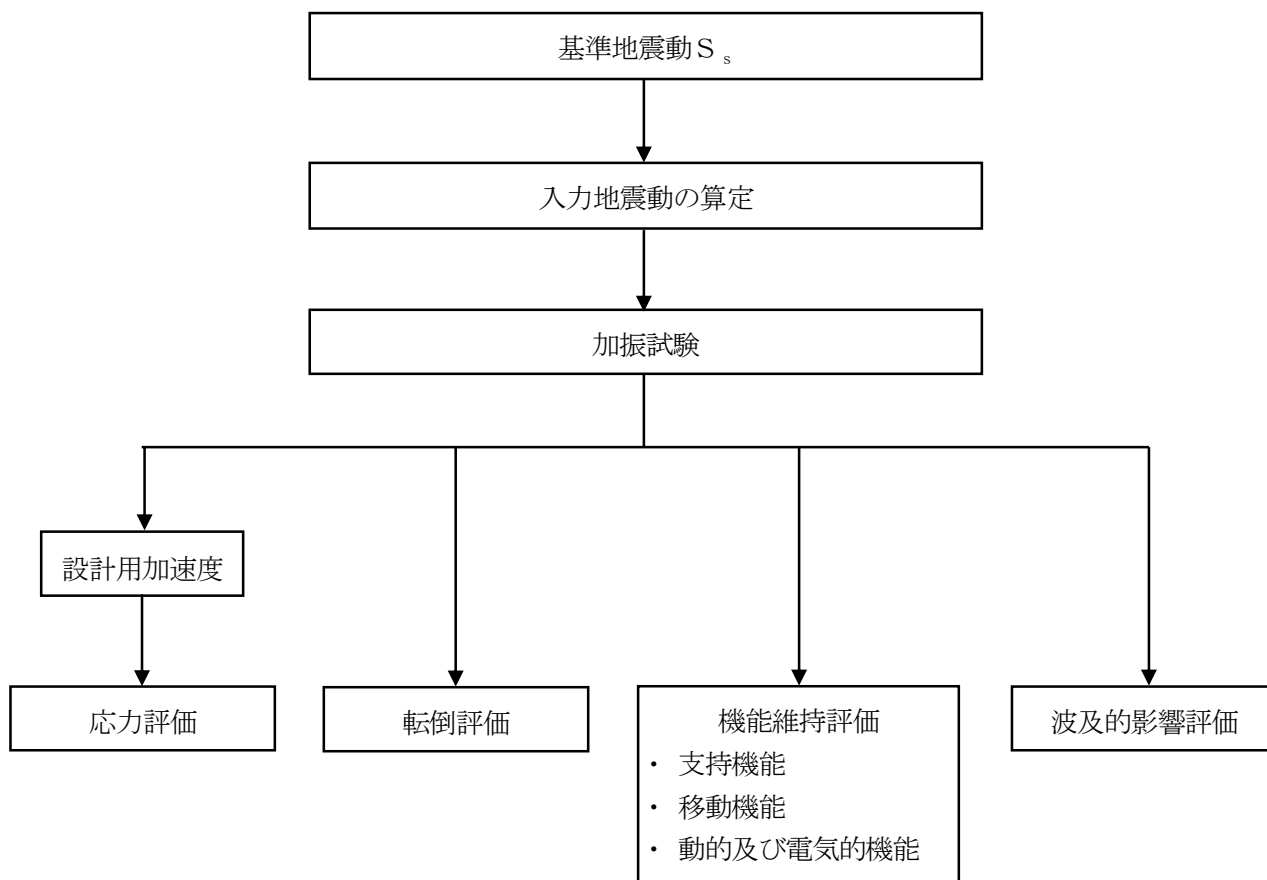 基準地震動Ｓｓ
入力地震動の算定
加振試験
設計用加速度
応力評価
転倒評価
機能維持評価
・ 支持機能
・ 移動機能
・ 動的及び電気的機能
波及的影響評価